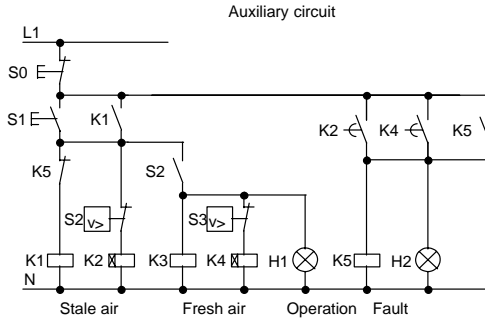 Auxiliary circuit
L1
S0
S1 K1 K2 K4 K5
K5 S2
S2 v> S3 v>
K1 K2 K3 K4 H1 K5 H2
N
Stale air Fresh air Operation Fault